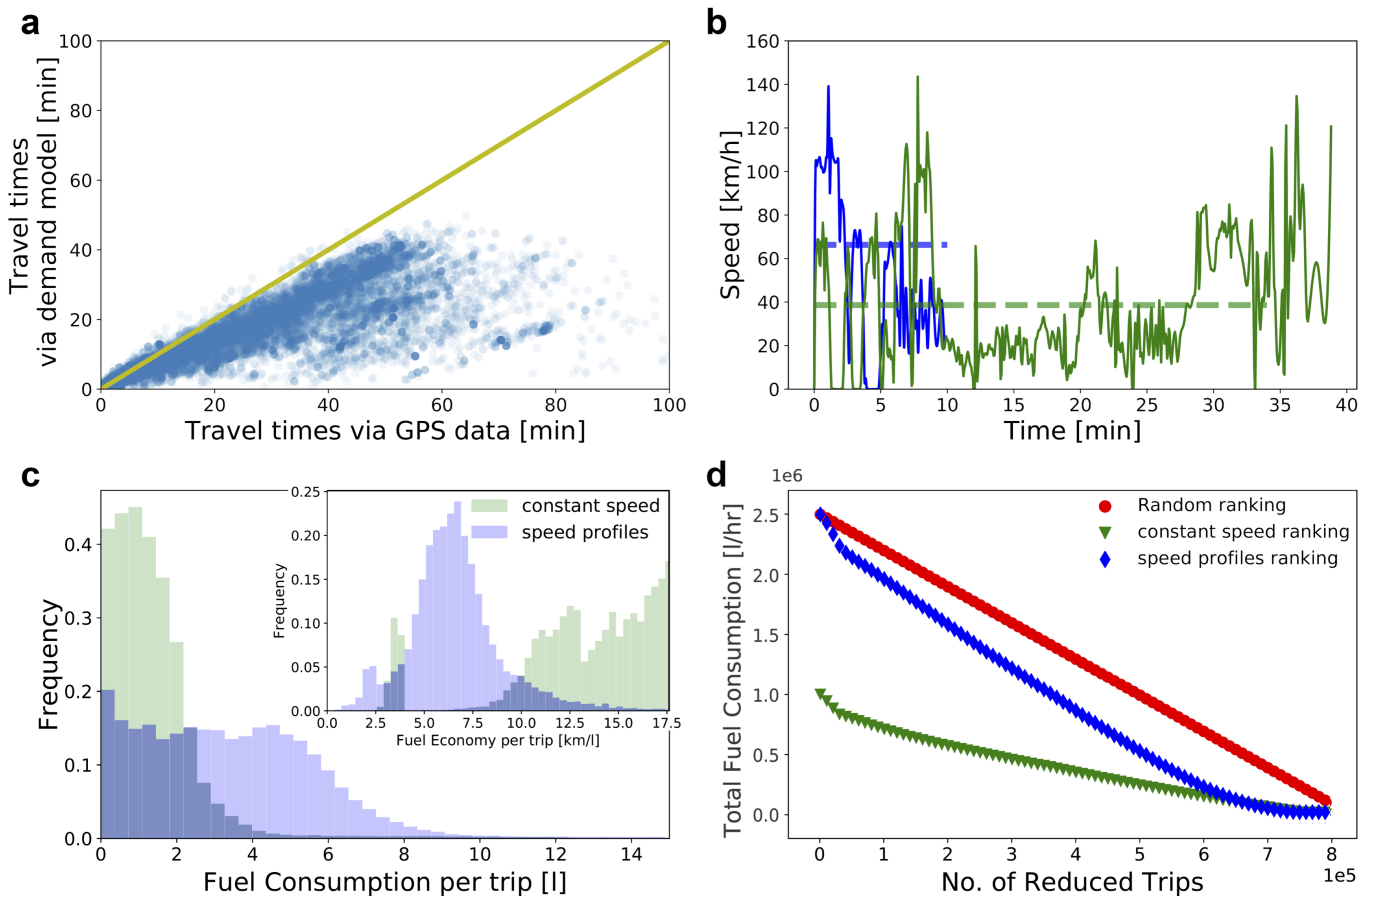 a
100
80
60
40
20
0
0 20 40 60 80 100
Travel times
via demand model [min]
Travel times via GPS data [min]
b
160
140
120
100
80
60
40
20
0
0 5 10 15 20 25 30 35 40
Speed [km/h]
Time [min]
c
0.4
0.3
0.2
0.1
0.0
0 2 4 6 8 10 12 14
Frequency
Fuel Consumption per trip [l]
constant speed
speed profiles
0.25
0.20
0.15
0.10
0.05
0.00
0.0 2.5 5.0 7.5 10.0 12.5 15.0 17.5
Frequency
Fuel Economy per trip [km/l]
d
1e6
2.5
2.0
1.5
1.0
0.5
0.0
0 1 2 3 4 5 6 7 8
1e5
Total Fuel Consumption [l/hr]
No. of Reduced Trips
Random ranking
constant speed ranking
speed profiles ranking